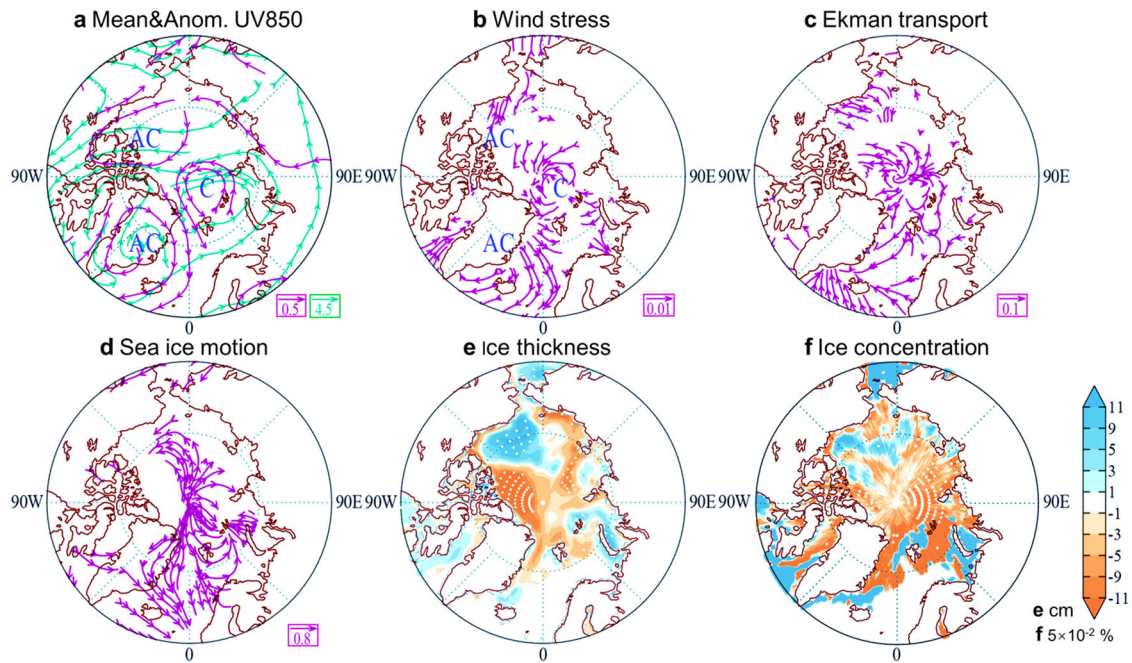 a Mean&Anom. UV850
b Wind stress
c Ekman transport
AC
C
AC
AC
C
AC
90W
90E
90W
90E
90W
90E
0.5
4.5
0.01
0.1
0
0
0
d Sea ice motion
e Ice thickness
f Ice concentration
90W
90E
90W
90E
90W
90E
11
9
7
5
3
1
-1
-3
-5
-7
-9
-11
0.8
e cm
f 5×10⁻² %
0
0
0